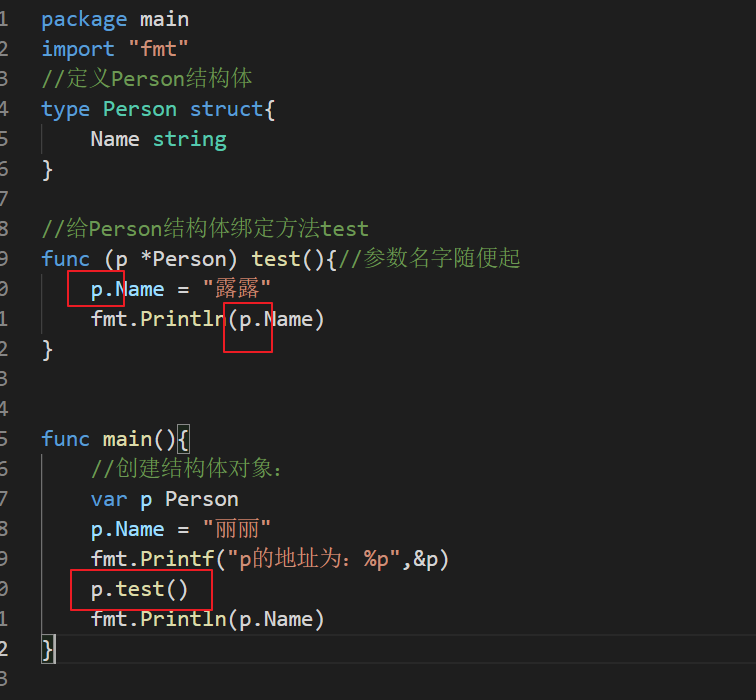 1 package main
2 import "fmt"
3 //定义Person结构体
4 type Person struct{
5 Name string
6 }
7
8 //给Person结构体绑定方法test
9 func (p *Person) test(){//参数名字随便起
0 p.Name = "露露"
1 fmt.Println(p.Name)
2 }
3
4
5 func main(){
6 //创建结构体对象：
7 var p Person
8 p.Name = "丽丽"
9 fmt.Printf("p的地址为：%p",&p)
0 p.test()
1 fmt.Println(p.Name)
2 }
3